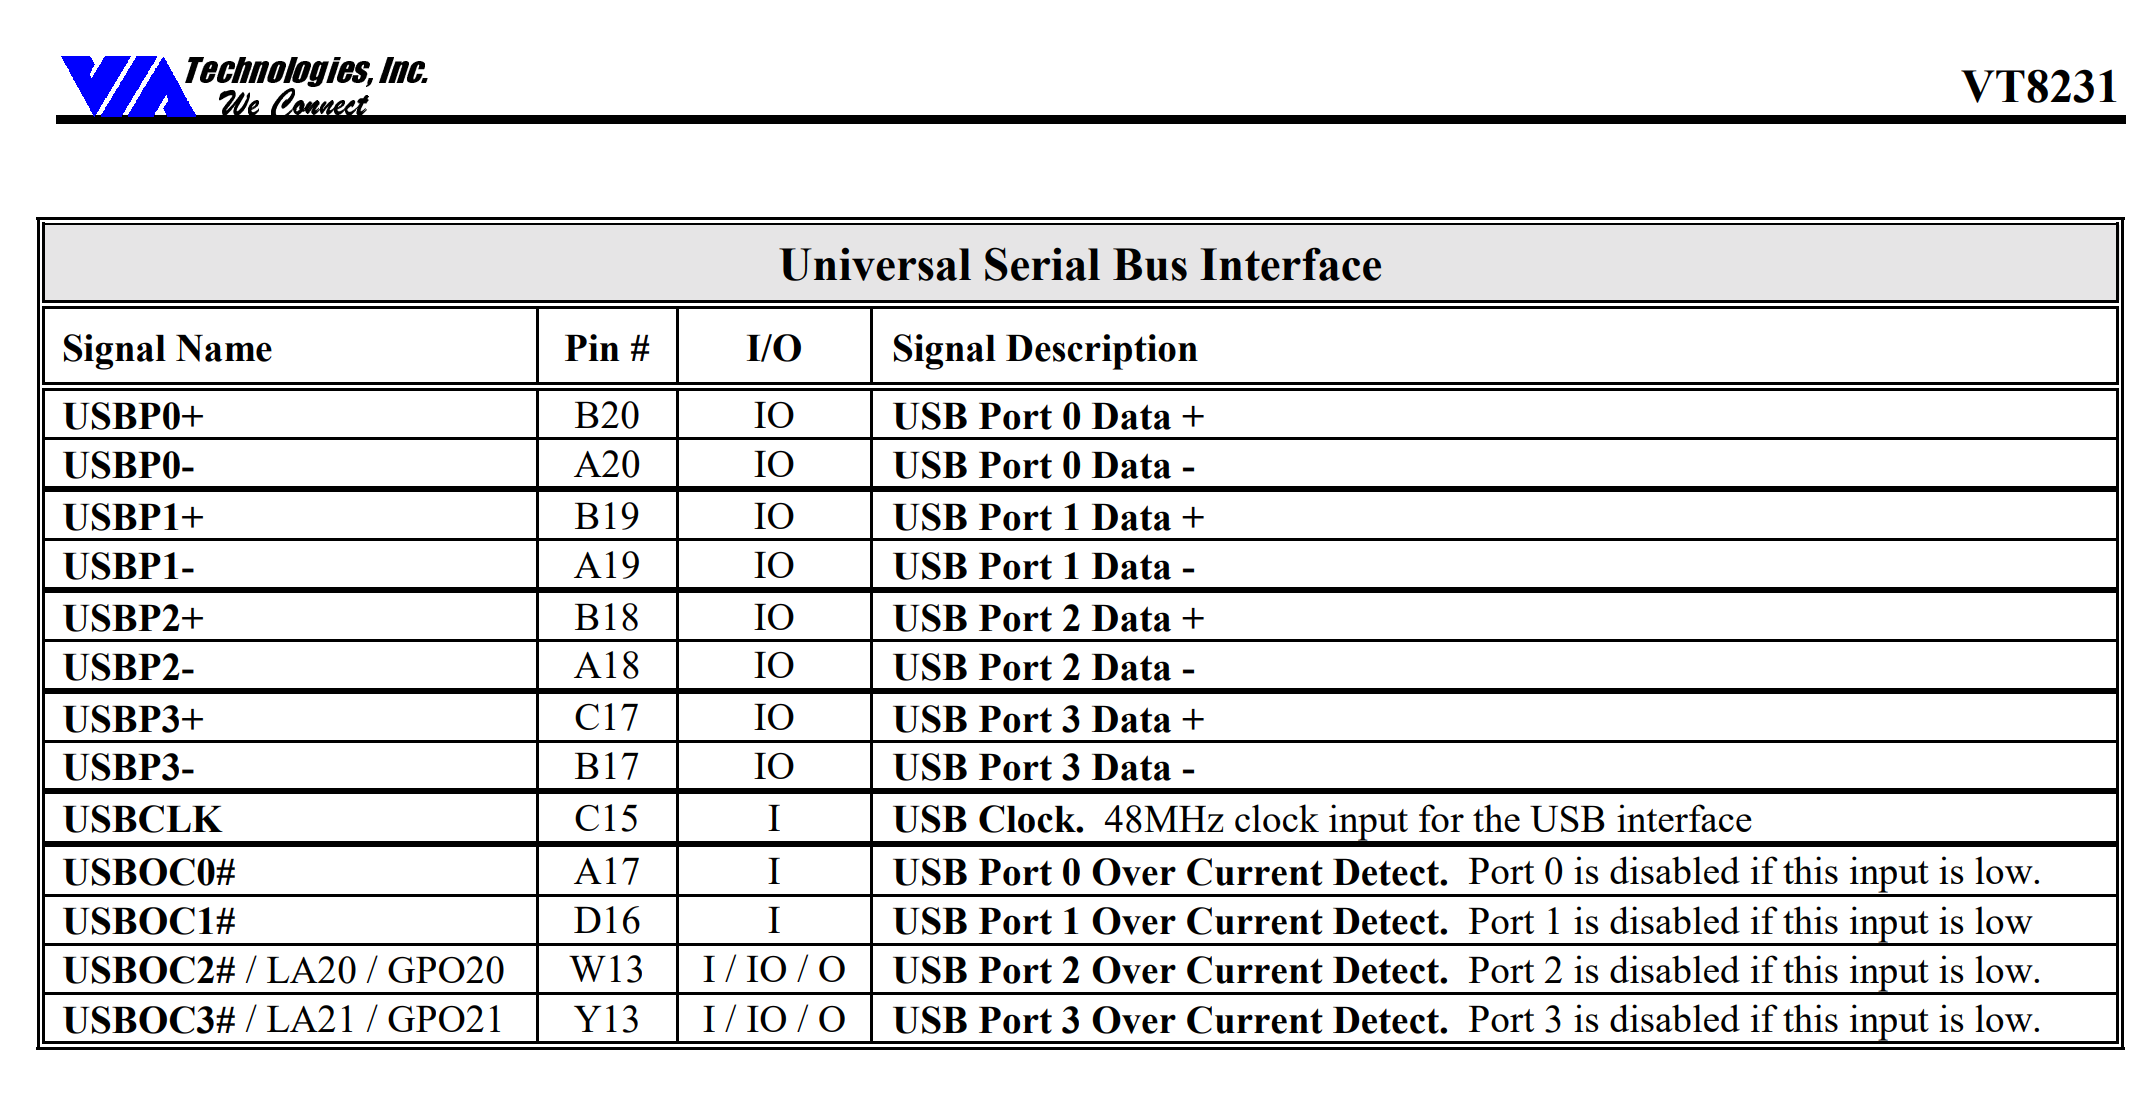 VIA Technologies, Inc.
We Connect
VT8231
Universal Serial Bus Interface
Signal Name Pin # I/O Signal Description
USBP0+ B20 IO USB Port 0 Data +
USBP0- A20 IO USB Port 0 Data -
USBP1+ B19 IO USB Port 1 Data +
USBP1- A19 IO USB Port 1 Data -
USBP2+ B18 IO USB Port 2 Data +
USBP2- A18 IO USB Port 2 Data -
USBP3+ C17 IO USB Port 3 Data +
USBP3- B17 IO USB Port 3 Data -
USBCLK C15 I USB Clock. 48MHz clock input for the USB interface
USBOC0# A17 I USB Port 0 Over Current Detect. Port 0 is disabled if this input is low.
USBOC1# D16 I USB Port 1 Over Current Detect. Port 1 is disabled if this input is low
USBOC2# / LA20 / GPO20 W13 I / IO / O USB Port 2 Over Current Detect. Port 2 is disabled if this input is low.
USBOC3# / LA21 / GPO21 Y13 I / IO / O USB Port 3 Over Current Detect. Port 3 is disabled if this input is low.